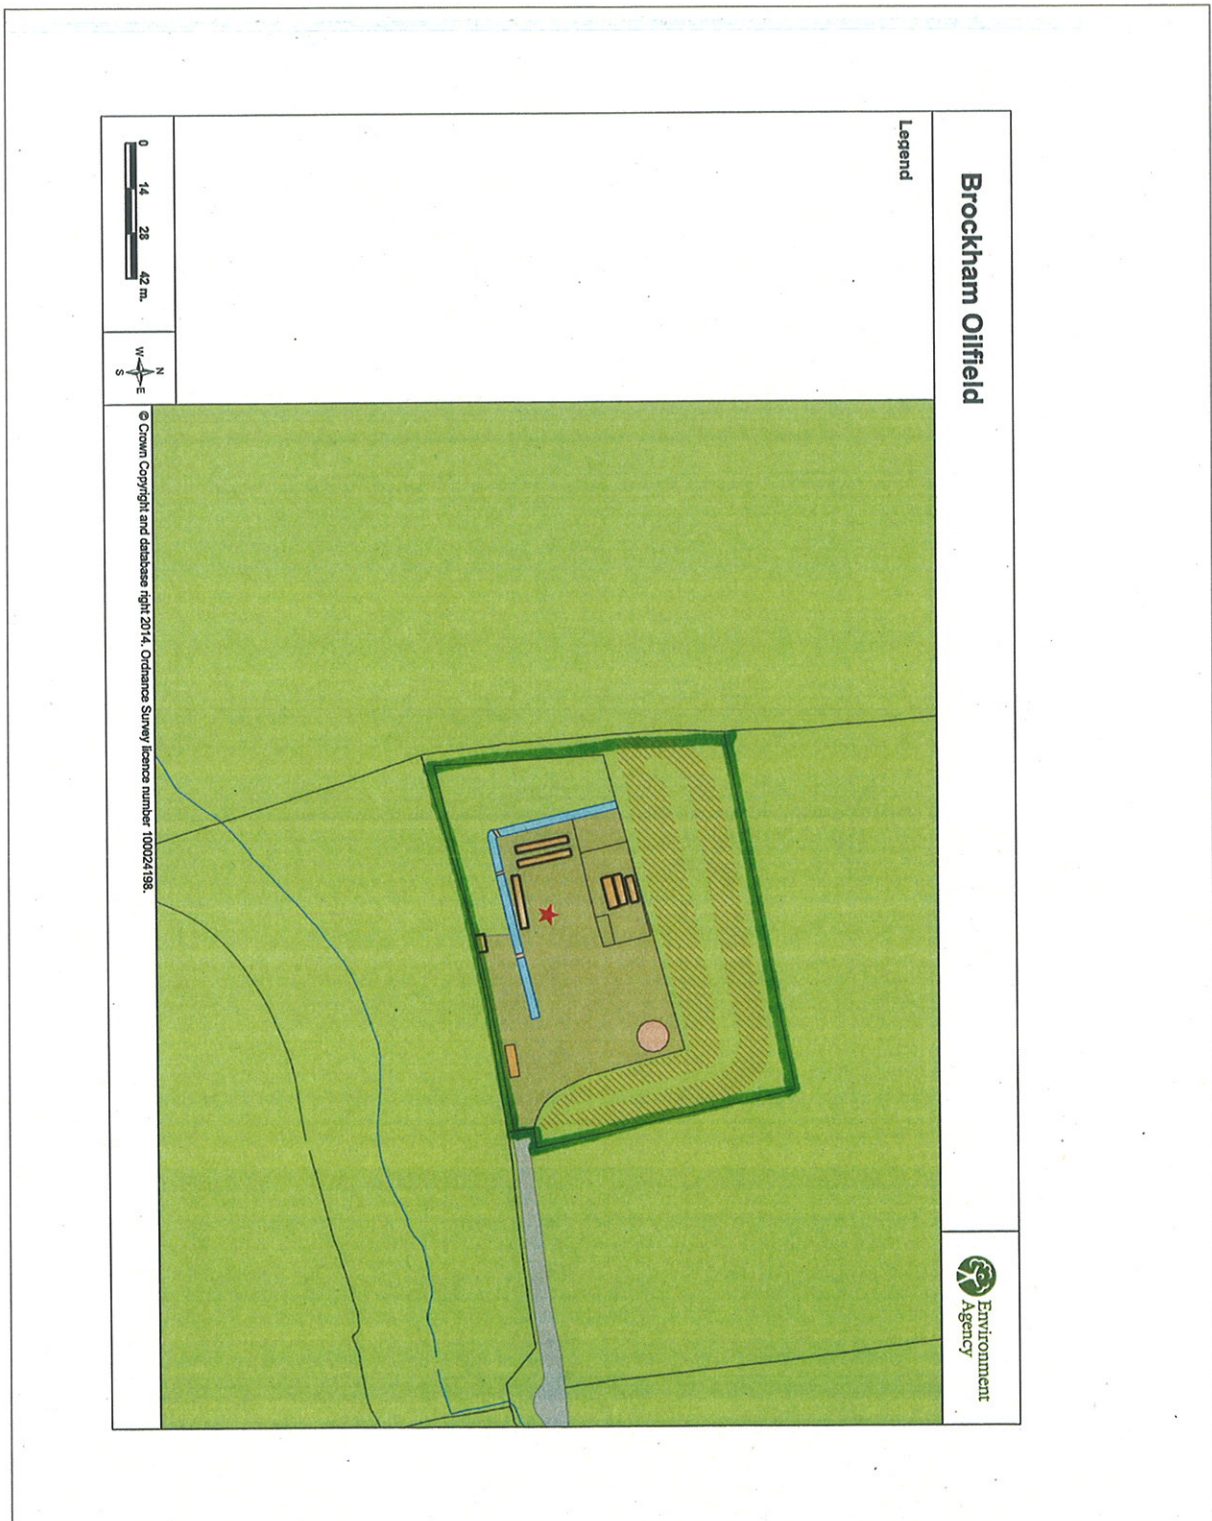 Brockham Oilfield
Environment
Agency
Legend
0 14 28 42 m.
N
W E
S
© Crown Copyright and database right 2014. Ordnance Survey licence number 100024198.